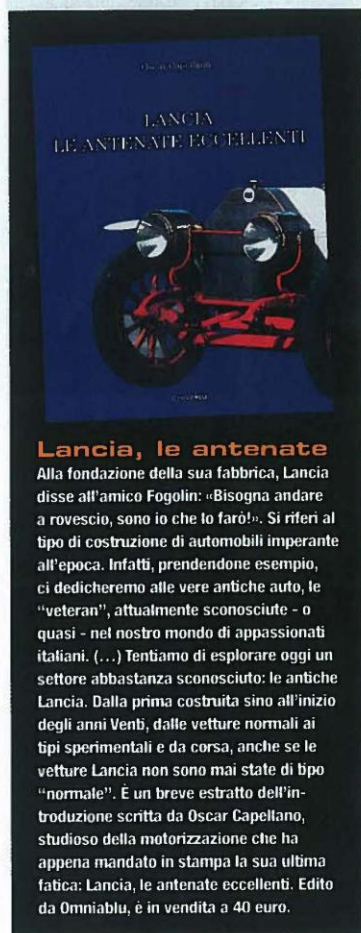 LANCIA
LE ANTENATE ECCELLENTI
Lancia, le antenate
Alla fondazione della sua fabbrica, Lancia
disse all'amico Fogolin: «Bisogna andare
a rovescio, sono io che lo farò!». Si riferì al
tipo di costruzione di automobili imperante
all'epoca. Infatti, prendendone esempio,
ci dedicheremo alle vere antiche auto, le
“veteran”, attualmente sconosciute - o
quasi - nel nostro mondo di appassionati
italiani. (...) Tentiamo di esplorare oggi un
settore abbastanza sconosciuto: le antiche
Lancia. Dalla prima costruita sino all'inizio
degli anni Venti, dalle vetture normali ai
tipi sperimentali e da corsa, anche se le
vetture Lancia non sono mai state di tipo
“normale”. È un breve estratto dell'in-
troduzione scritta da Oscar Capellano,
studioso della motorizzazione che ha
appena mandato in stampa la sua ultima
fatica: Lancia, le antenate eccellenti. Edito
da Omniablu, è in vendita a 40 euro.